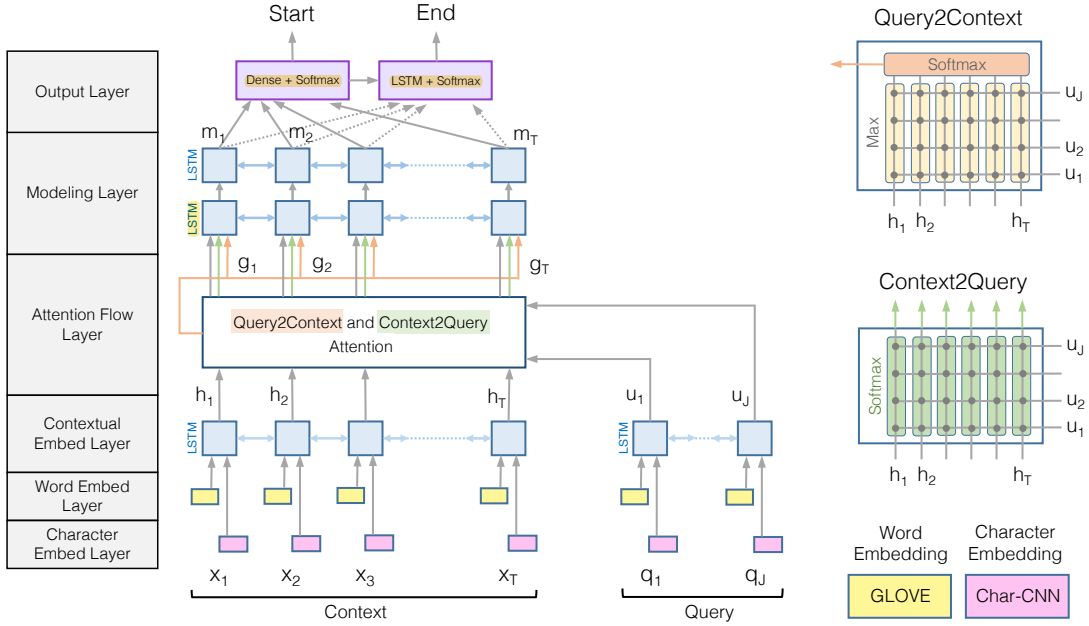 Start
End
Output Layer
Dense + Softmax
LSTM + Softmax
m1
m2
mT
Modeling Layer
LSTM
LSTM
g1
g2
gT
Attention Flow
Layer
Query2Context and Context2Query
Attention
h1
h2
hT
u1
uJ
Contextual
Embed Layer
LSTM
LSTM
Word Embed
Layer
Character
Embed Layer
x1
x2
x3
xT
q1
qJ
Context
Query
Query2Context
Softmax
Max
uJ
u2
u1
h1
h2
hT
Context2Query
Softmax
uJ
u2
u1
h1
h2
hT
Word
Embedding
Character
Embedding
GLOVE
Char-CNN